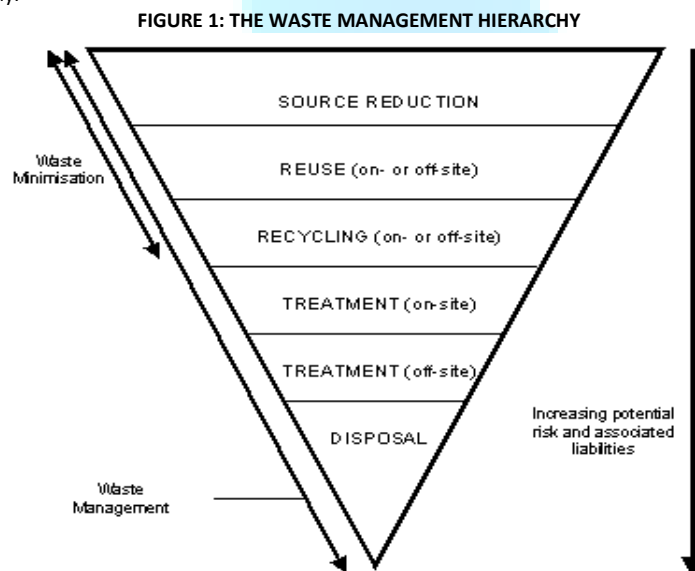 y.
FIGURE 1: THE WASTE MANAGEMENT HIERARCHY
SOURCE REDUCTION
Waste
Minimisation
REUSE (on- or off-site)
RECYCLING (on- or off-site)
TREATMENT (on-site)
TREATMENT (off-site)
DISPOSAL
Increasing potential
risk and associated
liabilities
Waste
Management